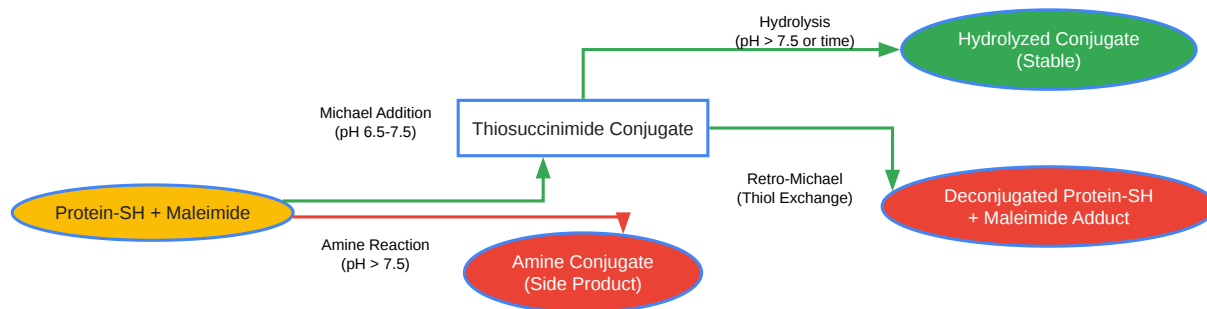 Hydrolysis
(pH > 7.5 or time)
Hydrolyzed Conjugate
(Stable)
Michael Addition
(pH 6.5-7.5)
Thiosuccinimide Conjugate
Retro-Michael
(Thiol Exchange)
Deconjugated Protein-SH
+ Maleimide Adduct
Protein-SH + Maleimide
Amine Reaction
(pH > 7.5)
Amine Conjugate
(Side Product)